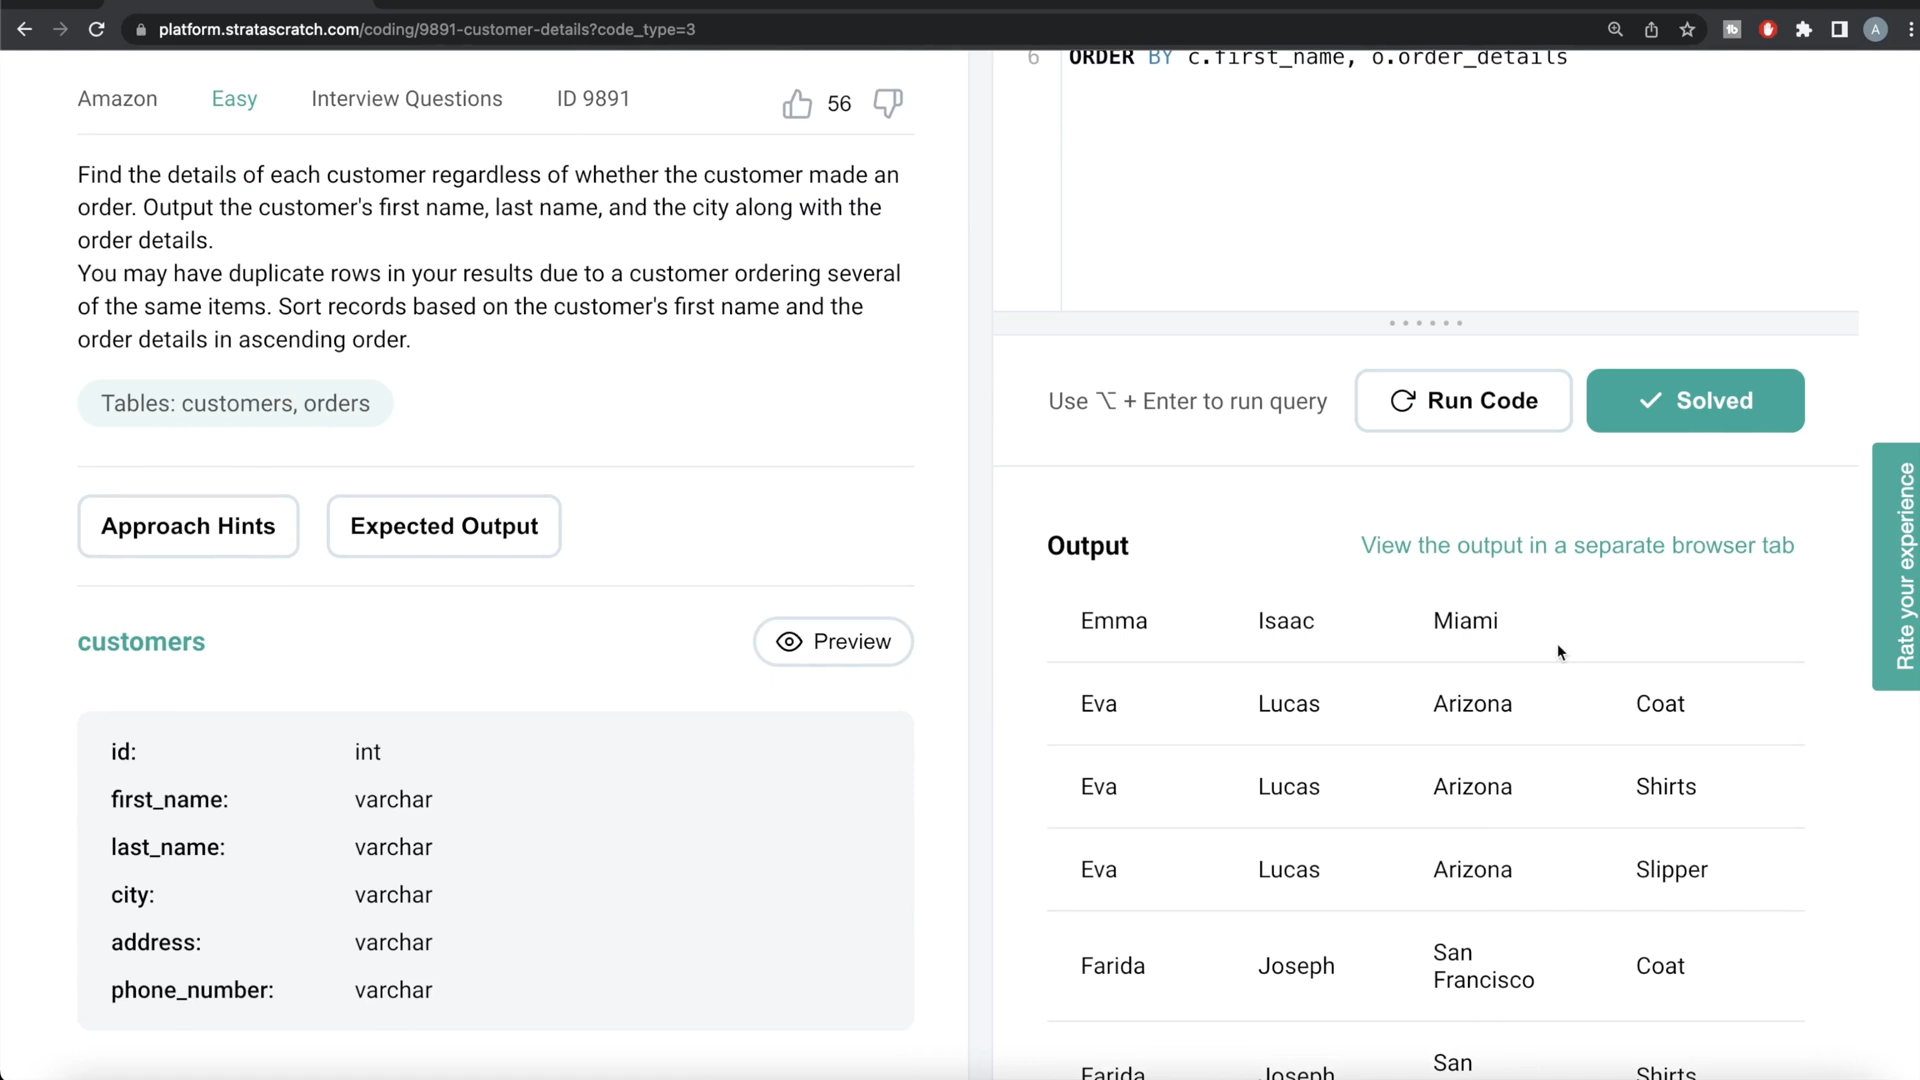 platform.stratascratch.com/coding/9891-customer-details?code_type=3
A
Amazon Easy Interview Questions ID 9891 56
Find the details of each customer regardless of whether the customer made an
order. Output the customer's first name, last name, and the city along with the
order details.
You may have duplicate rows in your results due to a customer ordering several
of the same items. Sort records based on the customer's first name and the
order details in ascending order.
Tables: customers, orders
Approach Hints Expected Output
customers Preview
id: int
first_name: varchar
last_name: varchar
city: varchar
address: varchar
phone_number: varchar
6 ORDER BY c.first_name, o.order_details
Use ⌥ + Enter to run query Run Code Solved
Output View the output in a separate browser tab
Emma Isaac Miami
Eva Lucas Arizona Coat
Eva Lucas Arizona Shirts
Eva Lucas Arizona Slipper
Farida Joseph San Francisco Coat
Farida Joseph San Shirts
Rate your experience